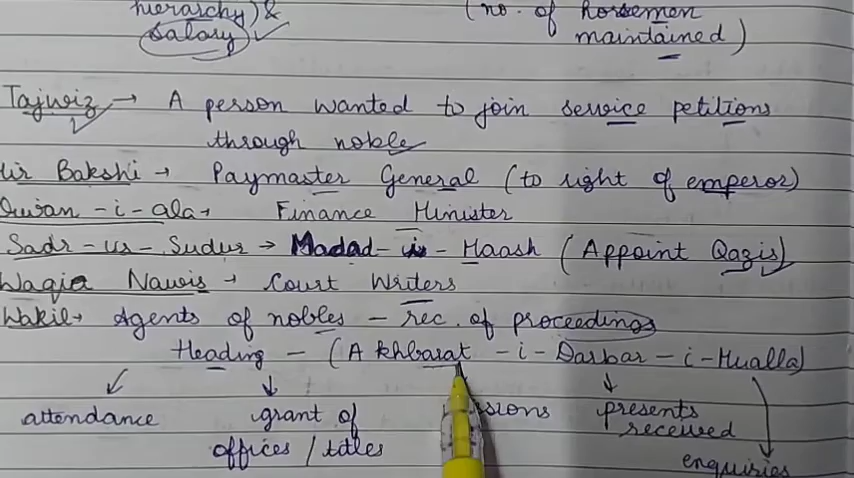 hierarchy) & (no. of horsemen
salary) maintained)
Tajwiz → A person wanted to join service petitions
through noble
Mir Bakshi → Paymaster General (to right of emperor)
Diwan-i-ala → Finance Minister
Sadr-us-Sudur → Madad-i-Maash (Appoint Qazis)
Waqia Nawis → Court Writers
Wakil → Agents of nobles - rec. of proceedings
Heading - (Akhbarat-i-Darbar-i-Mualla)
attendance grant of presents
offices / titles received
enquiries